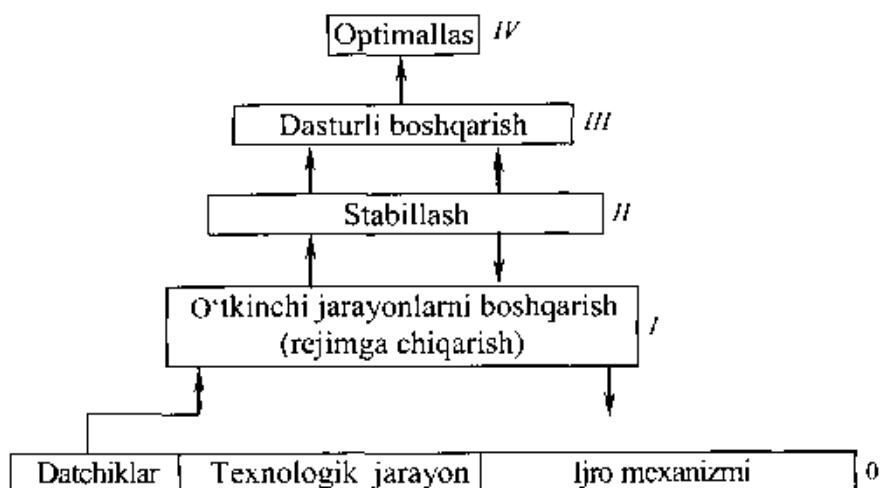 Optimallas IV
Dasturli boshqarish III
Stabillash II
O‘tkinchi jarayonlarni boshqarish
(rejimga chiqarish) I
Datchiklar Texnologik jarayon Ijro mexanizmi 0